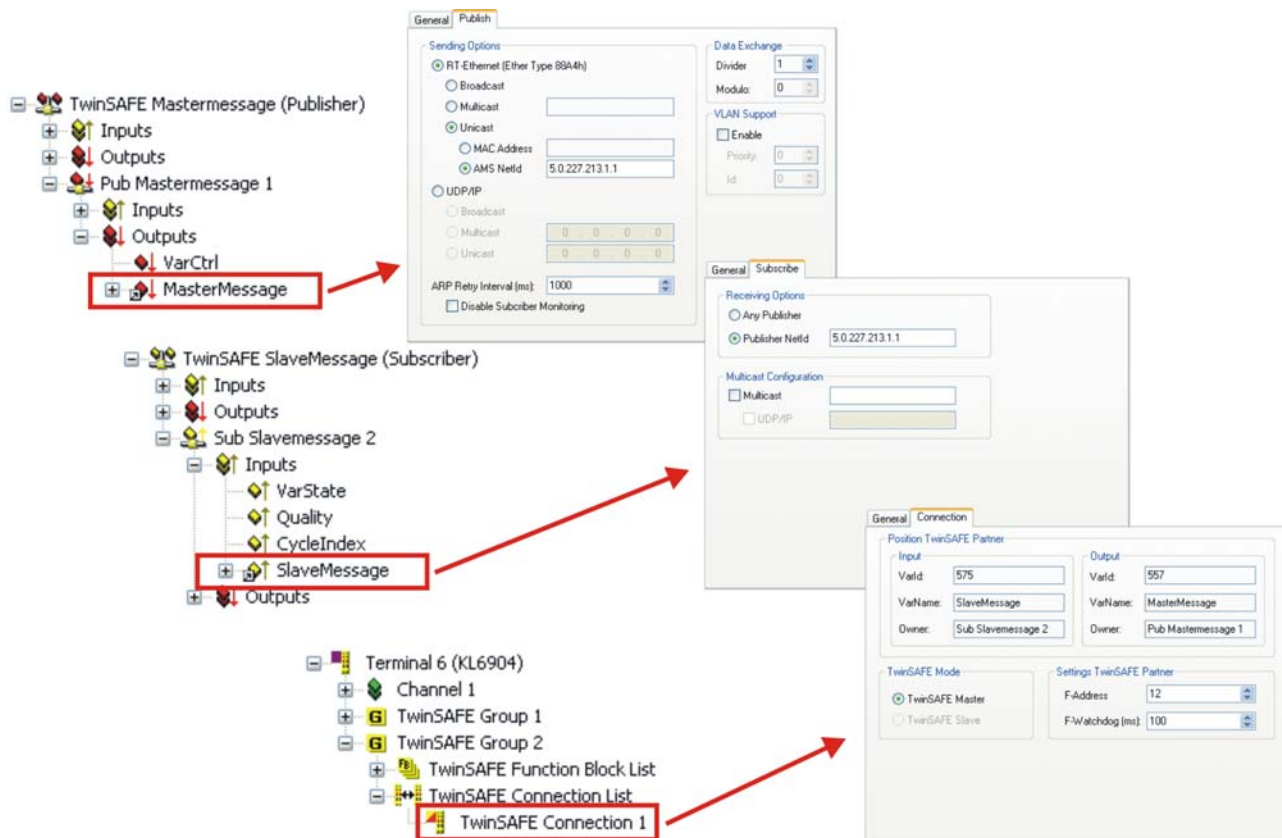 General Publish
Sending Options
RT-Ethernet (Ether Type 88A4h)
Broadcast
Multicast
Unicast
MAC Address
AMS NetId 5.0.227.213.1.1
UDP/IP
Broadcast
Multicast 0 . 0 . 0 . 0
Unicast 0 . 0 . 0 . 0
ARP Retry Interval (ms): 1000
Disable Subcriber Monitoring
Data Exchange
Divider 1
Modulo: 0
VLAN Support
Enable
Priority: 0
Id: 0
TwinSAFE Mastermessage (Publisher)
Inputs
Outputs
Pub Mastermessage 1
Inputs
Outputs
VarCtrl
MasterMessage
General Subscribe
Receiving Options
Any Publisher
Publisher NetId 5.0.227.213.1.1
Multicast Configuration
Multicast
UDP/IP
TwinSAFE SlaveMessage (Subscriber)
Inputs
Outputs
Sub Slavemessage 2
Inputs
VarState
Quality
CycleIndex
SlaveMessage
Outputs
General Connection
Position TwinSAFE Partner
Input
VarId: 575
VarName: SlaveMessage
Owner: Sub Slavemessage 2
Output
VarId: 557
VarName: MasterMessage
Owner: Pub Mastermessage 1
TwinSAFE Mode
TwinSAFE Master
TwinSAFE Slave
Settings TwinSAFE Partner
F-Address 12
F-Watchdog (ms): 100
Terminal 6 (KL6904)
Channel 1
G TwinSAFE Group 1
G TwinSAFE Group 2
FB TwinSAFE Function Block List
TwinSAFE Connection List
TwinSAFE Connection 1